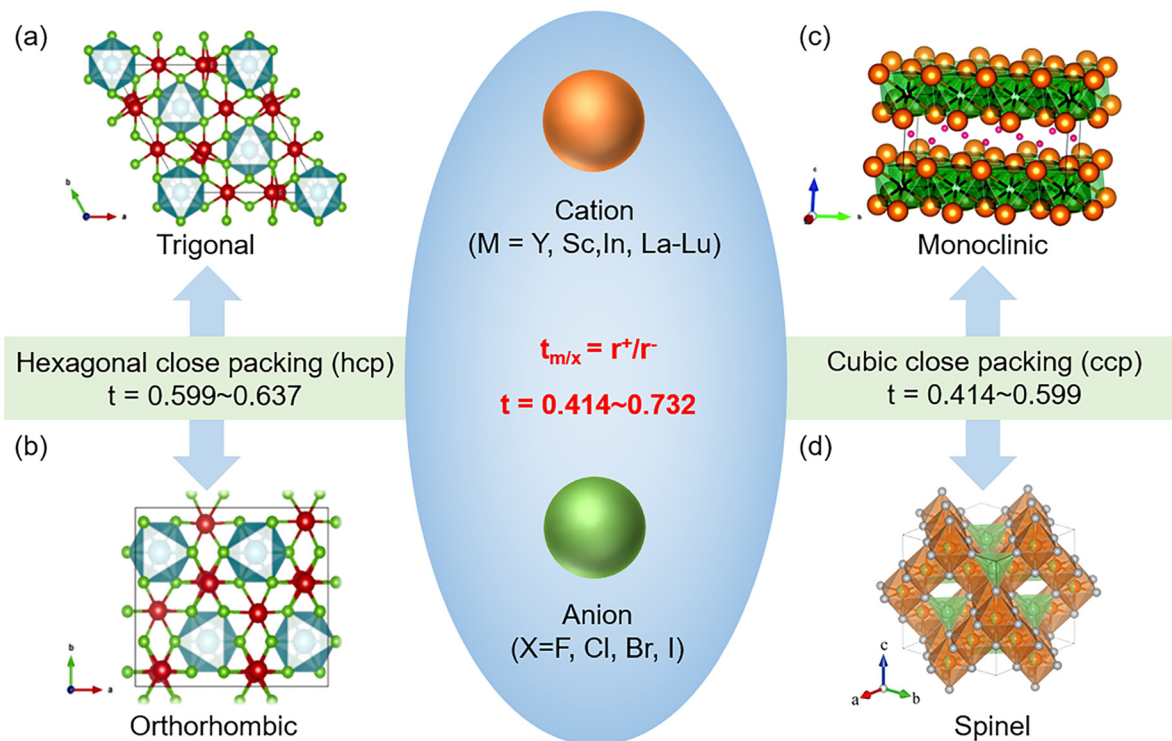 (a)
b
a
Trigonal
Hexagonal close packing (hcp)
t = 0.599~0.637
(b)
b
a
Orthorhombic
Cation
(M = Y, Sc,In, La-Lu)
t_m/x = r⁺/r⁻
t = 0.414~0.732
Anion
(X=F, Cl, Br, I)
(c)
Monoclinic
Cubic close packing (ccp)
t = 0.414~0.599
(d)
c
a
b
Spinel